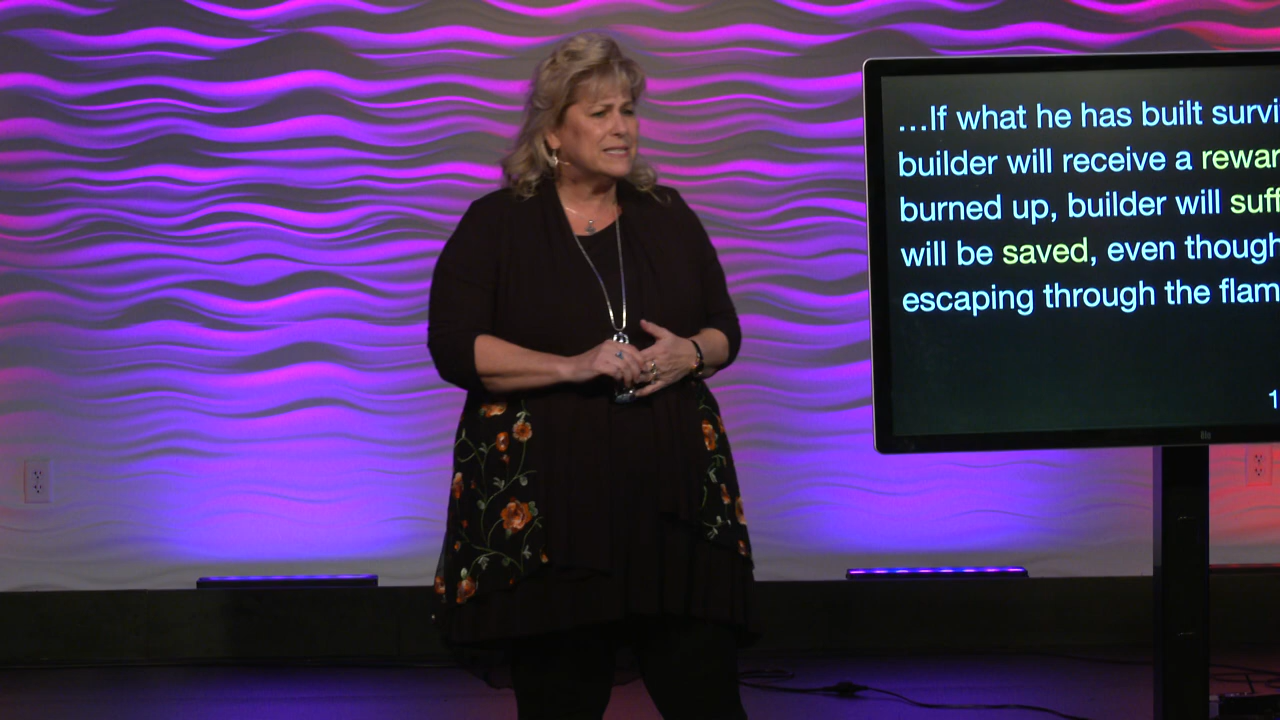 ...If what he has built survi
builder will receive a rewar
burned up, builder will suff
will be saved, even though
escaping through the flam
1
elo